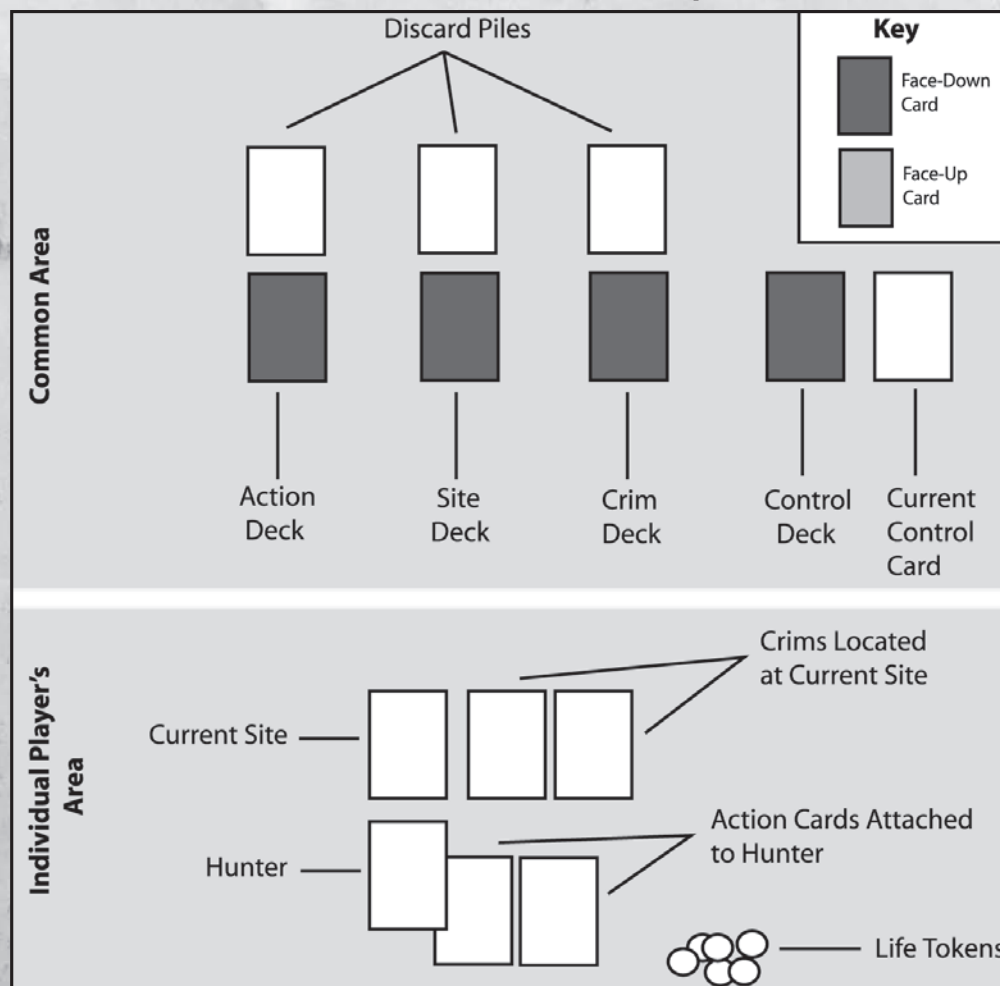 Discard Piles
Key
Face-Down
Card
Face-Up
Card
Common Area
Action
Deck
Site
Deck
Crim
Deck
Control
Deck
Current
Control
Card
Individual Player's
Area
Crims Located
at Current Site
Current Site
Action Cards Attached
to Hunter
Hunter
Life Tokens